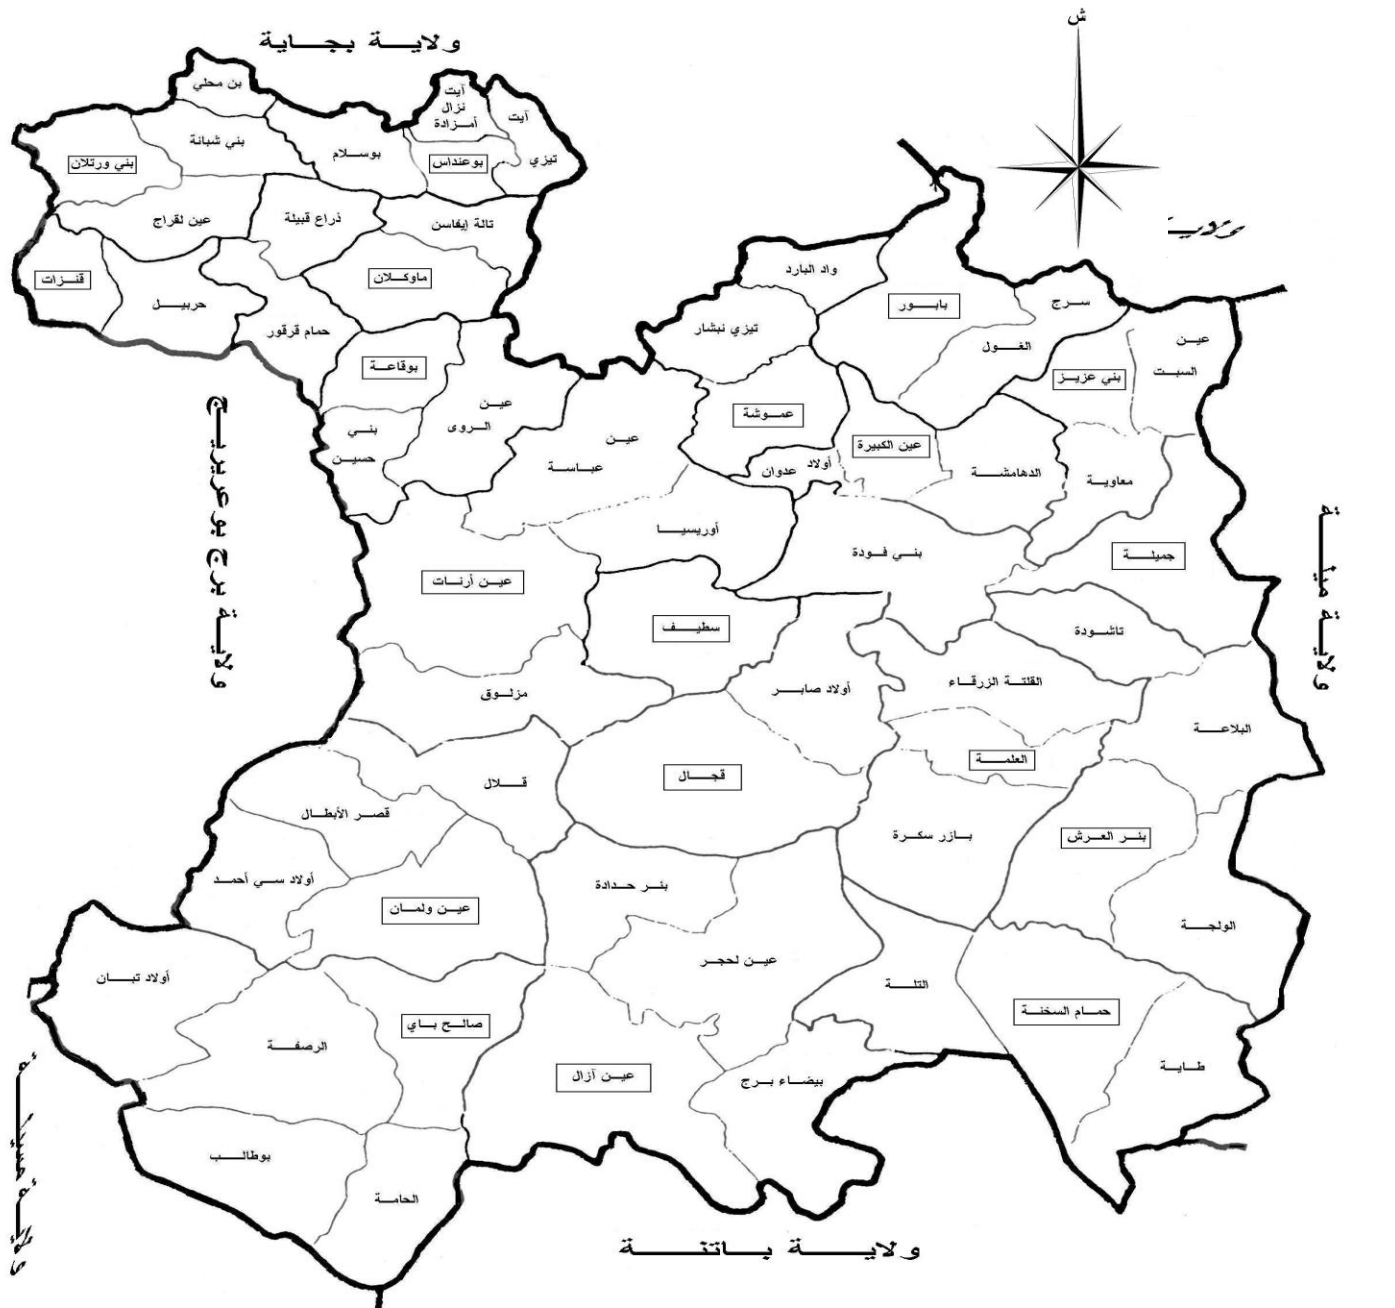 ش
ولاية بجاية
بن محلي
آيت
نزال
أمزادة
آيت
تيزي
بني شبانة
بوسلام
بوعنداس
بني ورتلان
عين لقراج
ذراع قبيلة
تالة إيفاسن
ولايـ
قنزات
حربيل
حمام قرقور
ماوكلان
واد البارد
بابور
سرج
الغول
تيزي نبشار
عين
السبت
بني عزيز
بوقاعة
عين
الروى
بني
حسين
عين
عباسة
عموشة
عين الكبيرة
أولاد عدوان
الدهامشة
معاوية
ولاية برج بوعريريج
أوريسيا
بني فودة
جميلة
عين أرنات
ولاية ميلة
سطيف
تاشودة
مزلوق
أولاد صابر
القلتة الزرقاء
البلاعة
قلال
قجال
العلمة
قصر الأبطال
بازر سكرة
بئر العرش
أولاد سي أحمد
عين ولمان
بئر حدادة
الولجة
أولاد تبان
عين لحجر
التلة
حمام السخنة
الرصفة
صالح باي
عين آزال
بيضاء برج
طاية
بوطالب
الحامة
ولاية باتنة